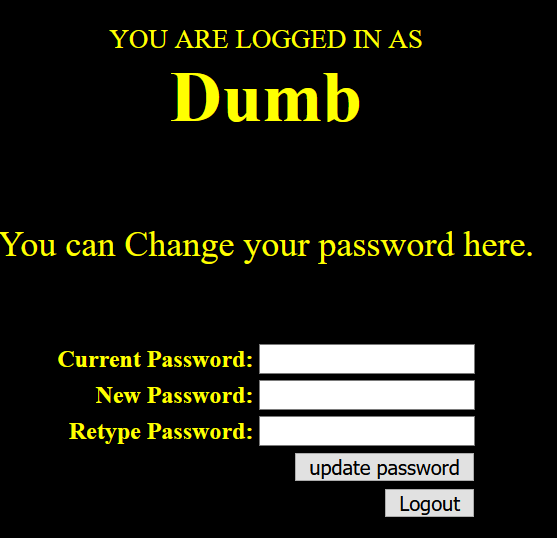 YOU ARE LOGGED IN AS
Dumb
You can Change your password here.
Current Password:
New Password:
Retype Password:
update password
Logout